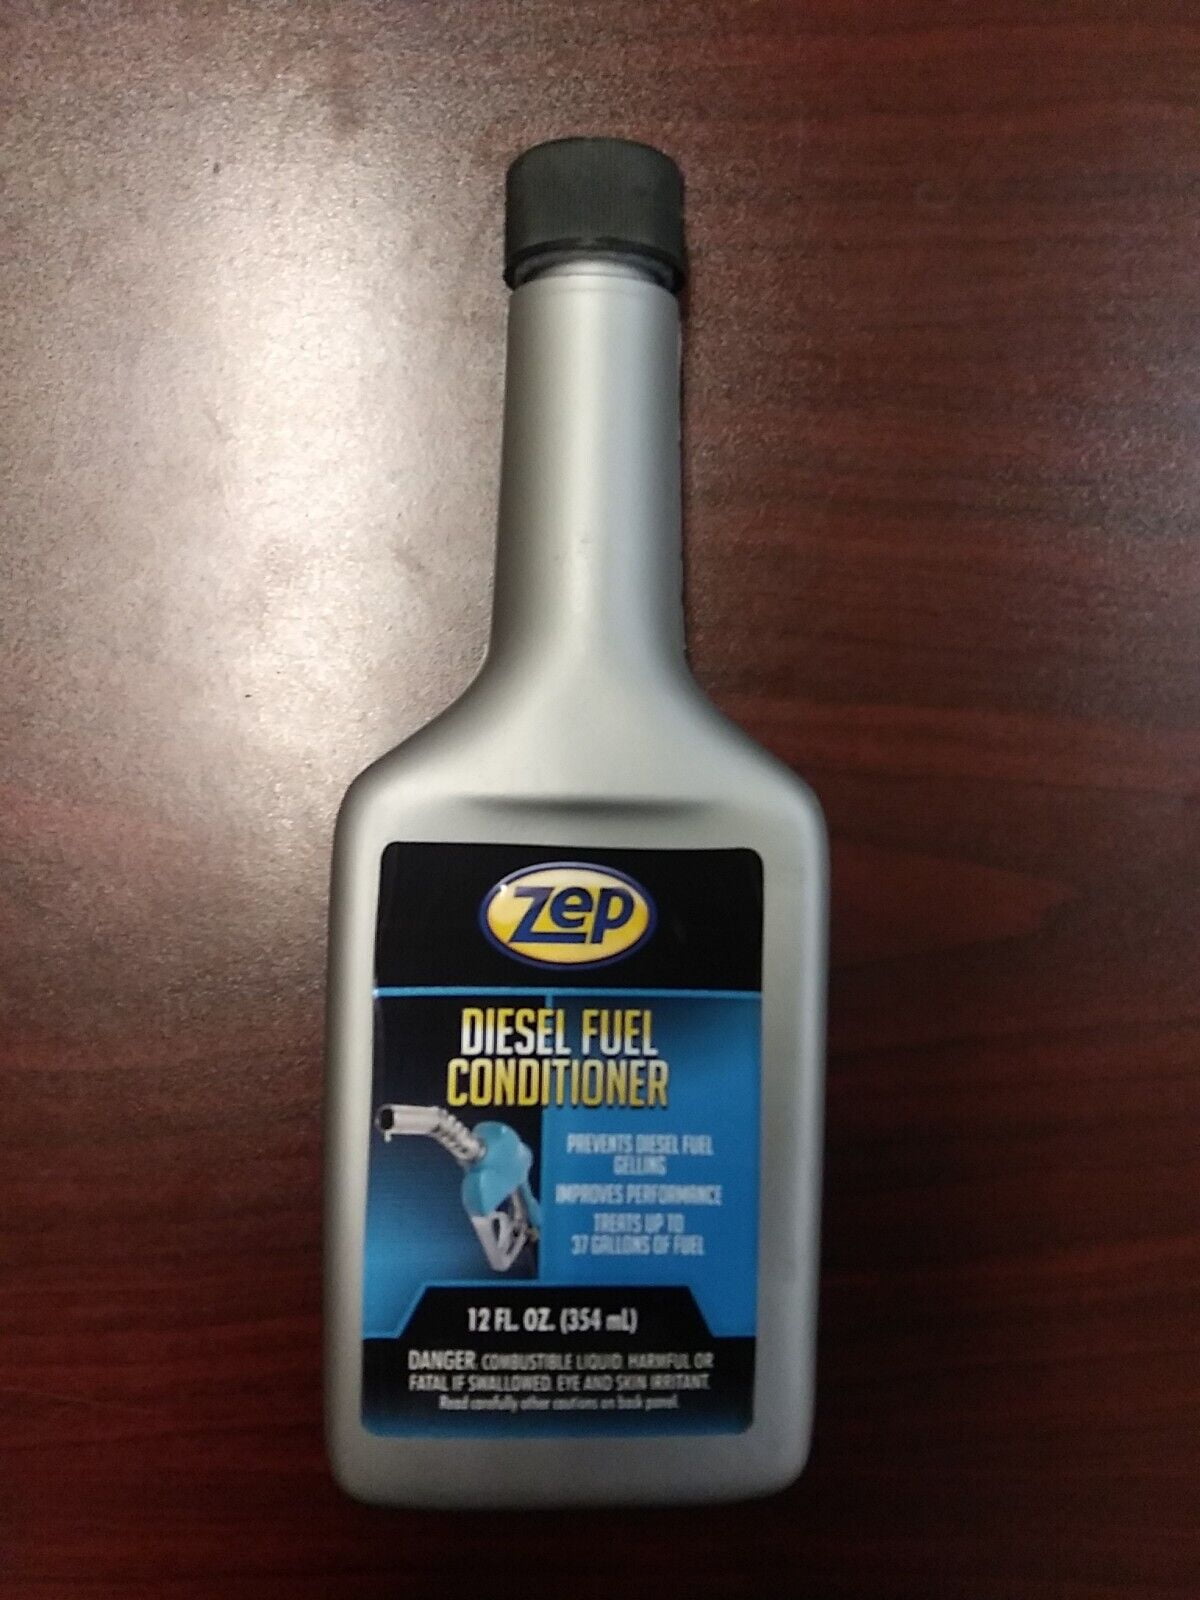 Zep
DIESEL FUEL
CONDITIONER
PREVENTS DIESEL FUEL
GELLING
IMPROVES PERFORMANCE
TREATS UP TO
37 GALLONS OF FUEL
12 FL. OZ. (354 mL)
DANGER. COMBUSTIBLE LIQUID. HARMFUL OR
FATAL IF SWALLOWED. EYE AND SKIN IRRITANT.
Read carefully other cautions on back panel.